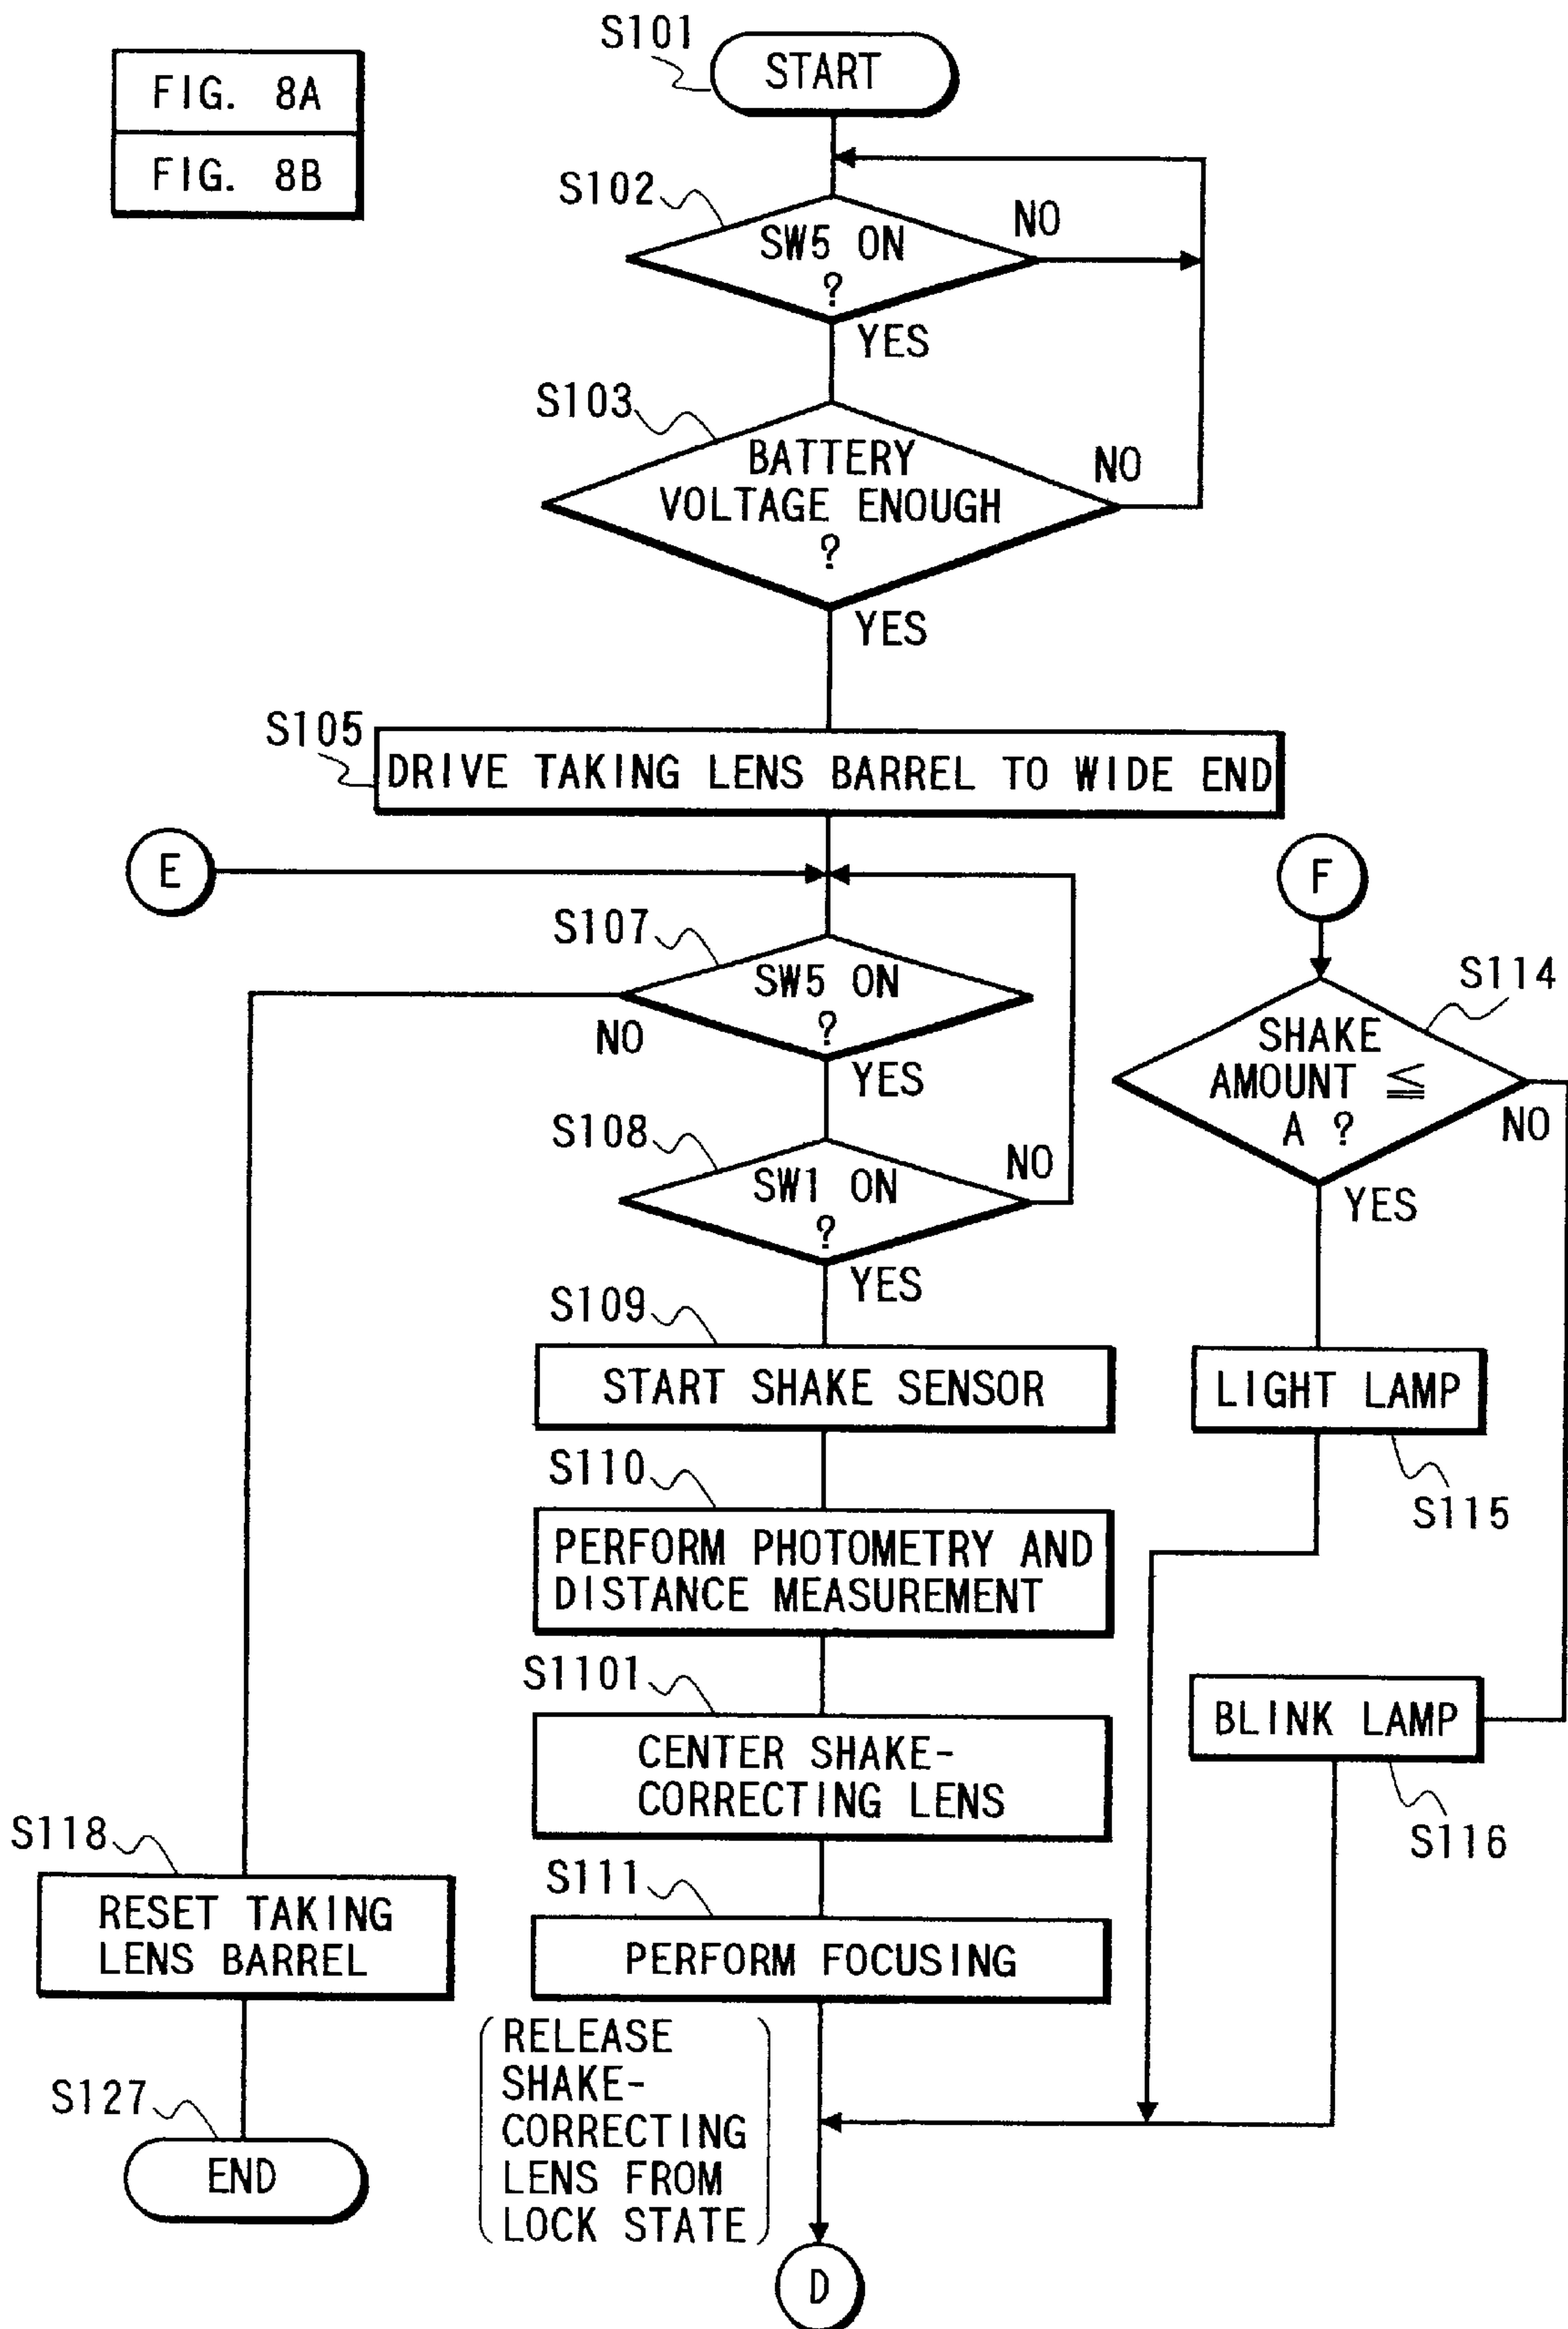 FIG. 8A
FIG. 8B
S101
START
S102
SW5 ON
?
NO
YES
S103
BATTERY
VOLTAGE ENOUGH
?
NO
YES
S105
DRIVE TAKING LENS BARREL TO WIDE END
E
F
S107
SW5 ON
?
NO
YES
S114
SHAKE
AMOUNT ≦
A ?
NO
YES
S108
SW1 ON
?
NO
YES
S109
START SHAKE SENSOR
LIGHT LAMP
S115
S110
PERFORM PHOTOMETRY AND
DISTANCE MEASUREMENT
S1101
CENTER SHAKE-
CORRECTING LENS
BLINK LAMP
S116
S118
RESET TAKING
LENS BARREL
S111
PERFORM FOCUSING
RELEASE
SHAKE-
CORRECTING
LENS FROM
LOCK STATE
S127
END
D